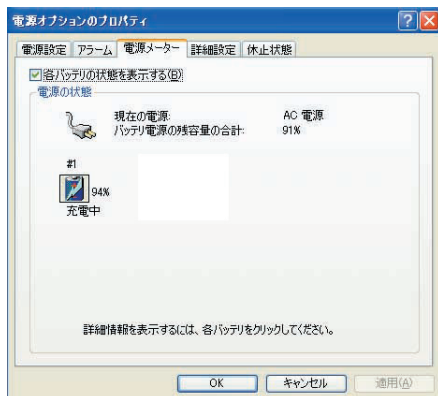 電源オプションのプロパティ
電源設定 アラーム 電源メーター 詳細設定 休止状態
各バッテリの状態を表示する(B)
電源の状態
現在の電源: AC 電源
バッテリ電源の残容量の合計: 91%
#1
94%
充電中
詳細情報を表示するには、各バッテリをクリックしてください。
OK キャンセル 適用(A)